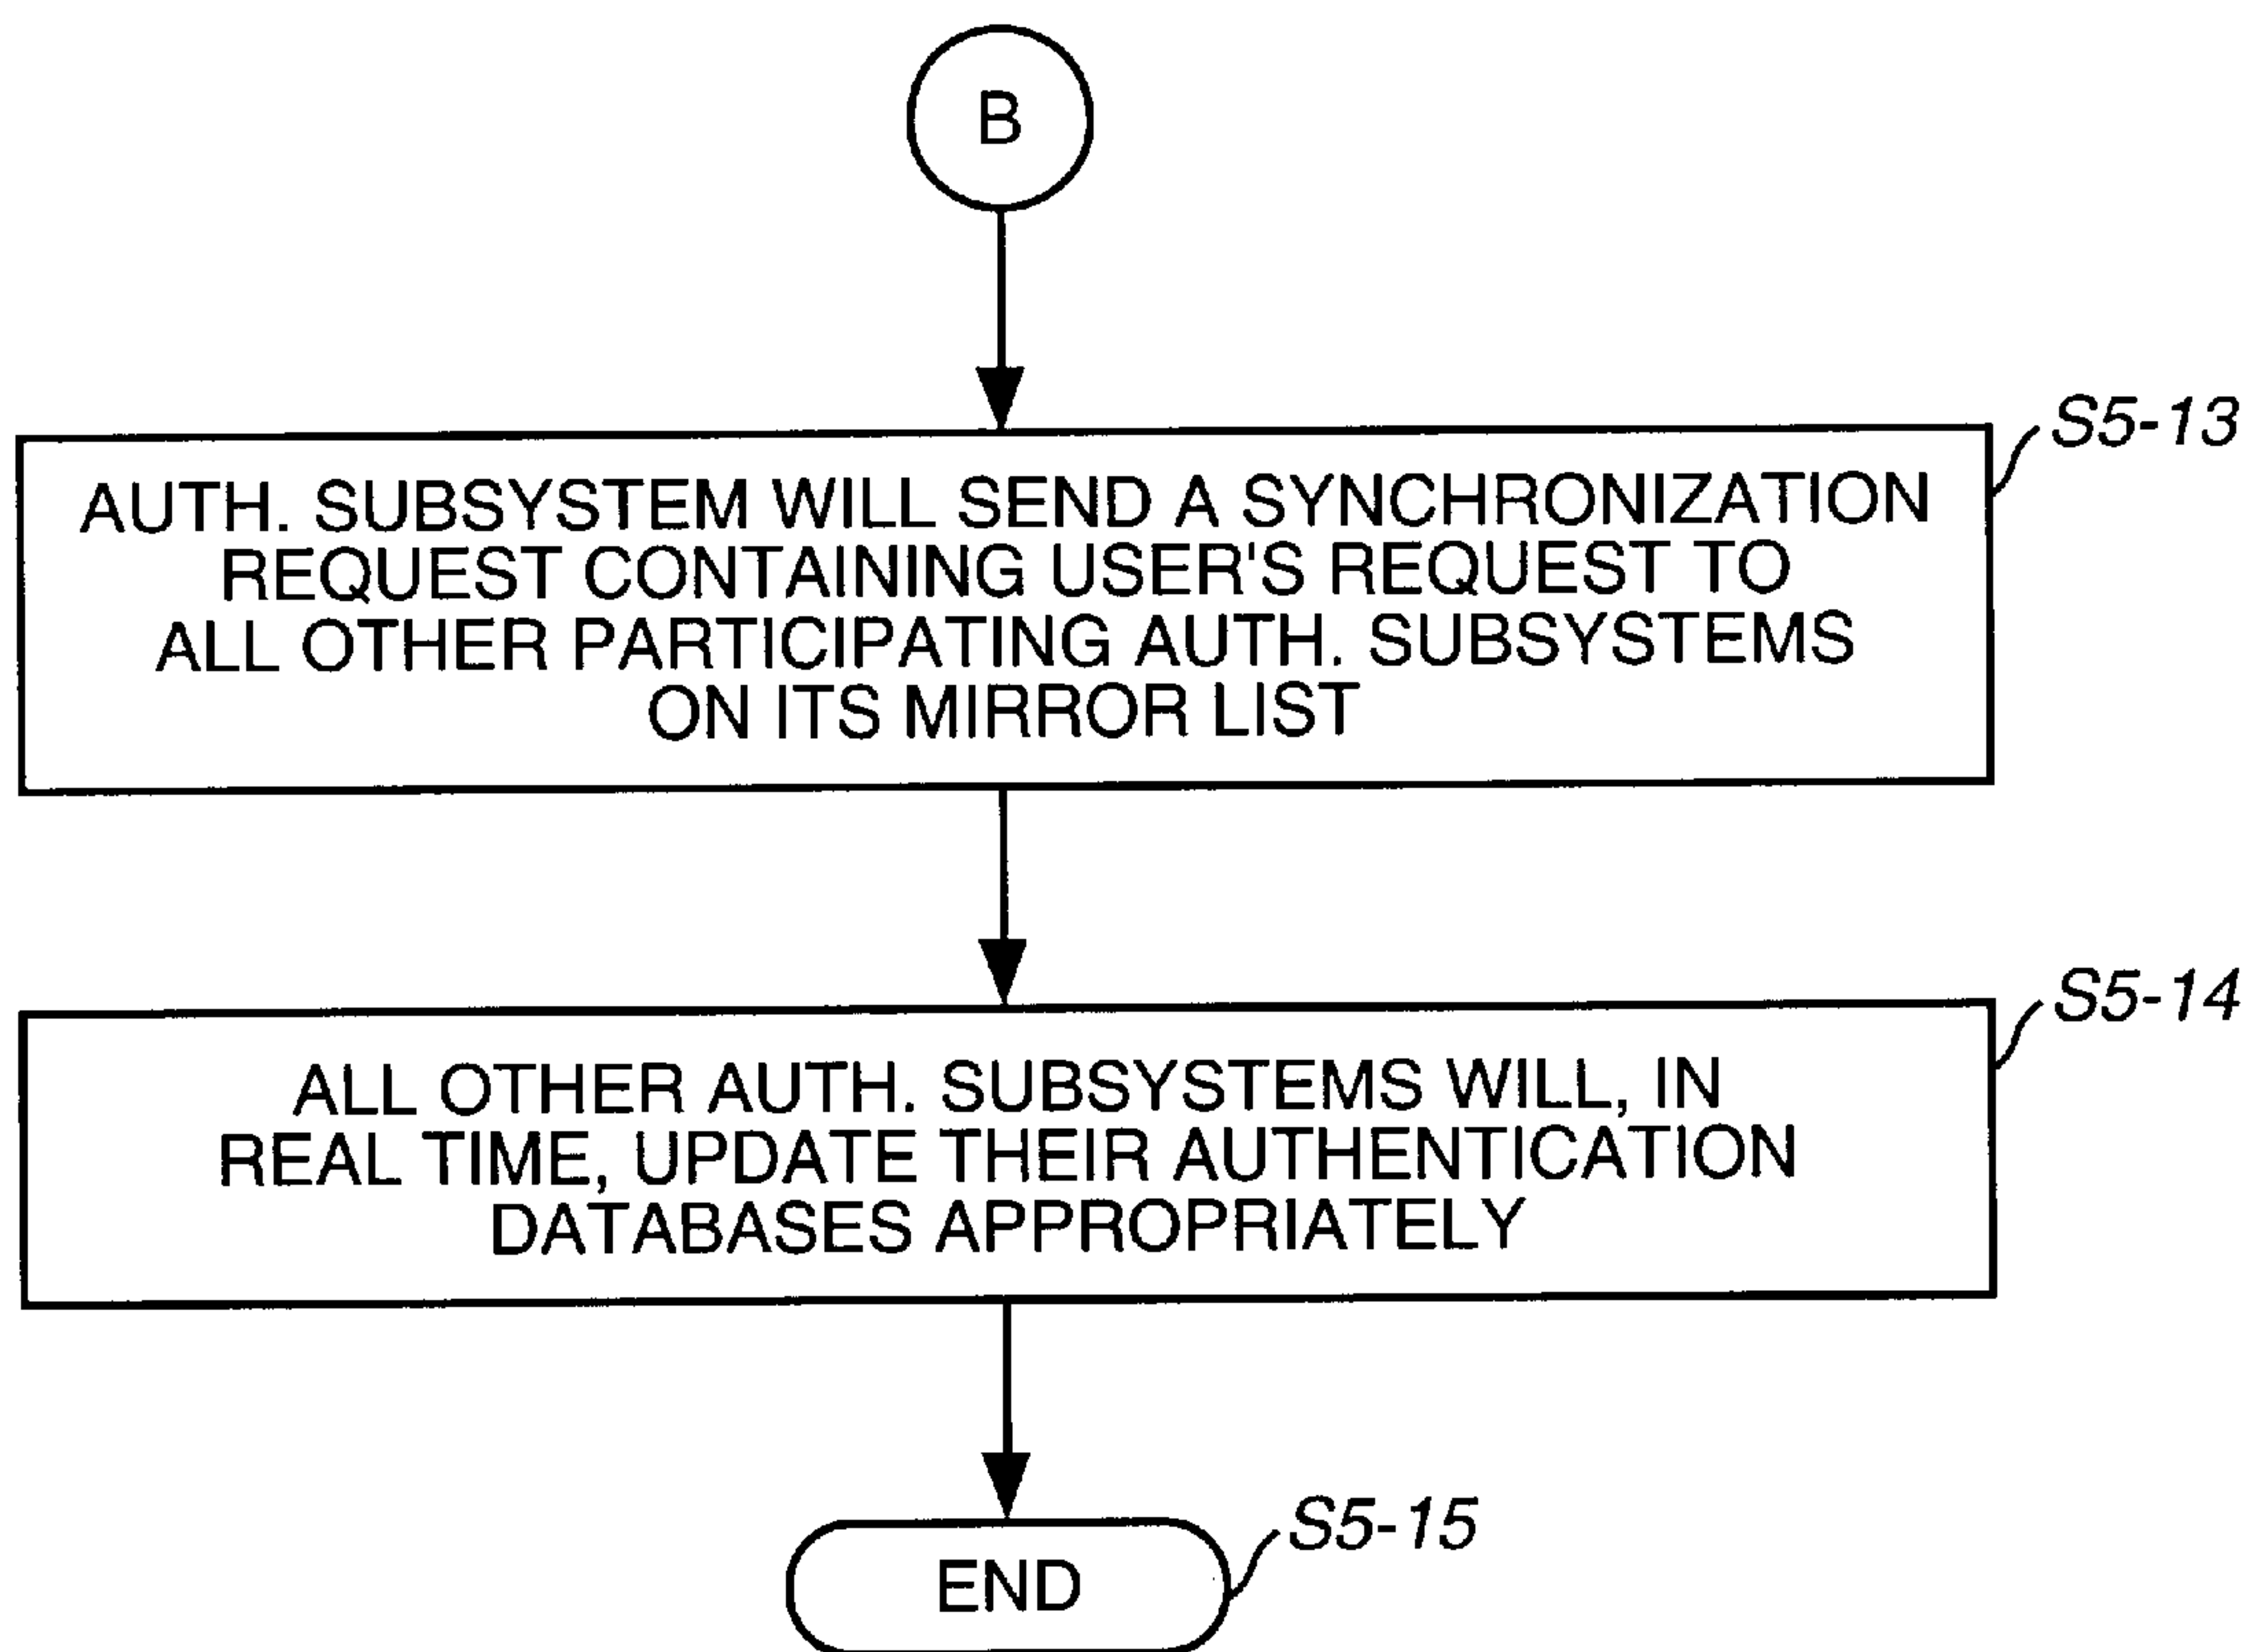 B
S5-13
AUTH. SUBSYSTEM WILL SEND A SYNCHRONIZATION
REQUEST CONTAINING USER'S REQUEST TO
ALL OTHER PARTICIPATING AUTH. SUBSYSTEMS
ON ITS MIRROR LIST
S5-14
ALL OTHER AUTH. SUBSYSTEMS WILL, IN
REAL TIME, UPDATE THEIR AUTHENTICATION
DATABASES APPROPRIATELY
S5-15
END